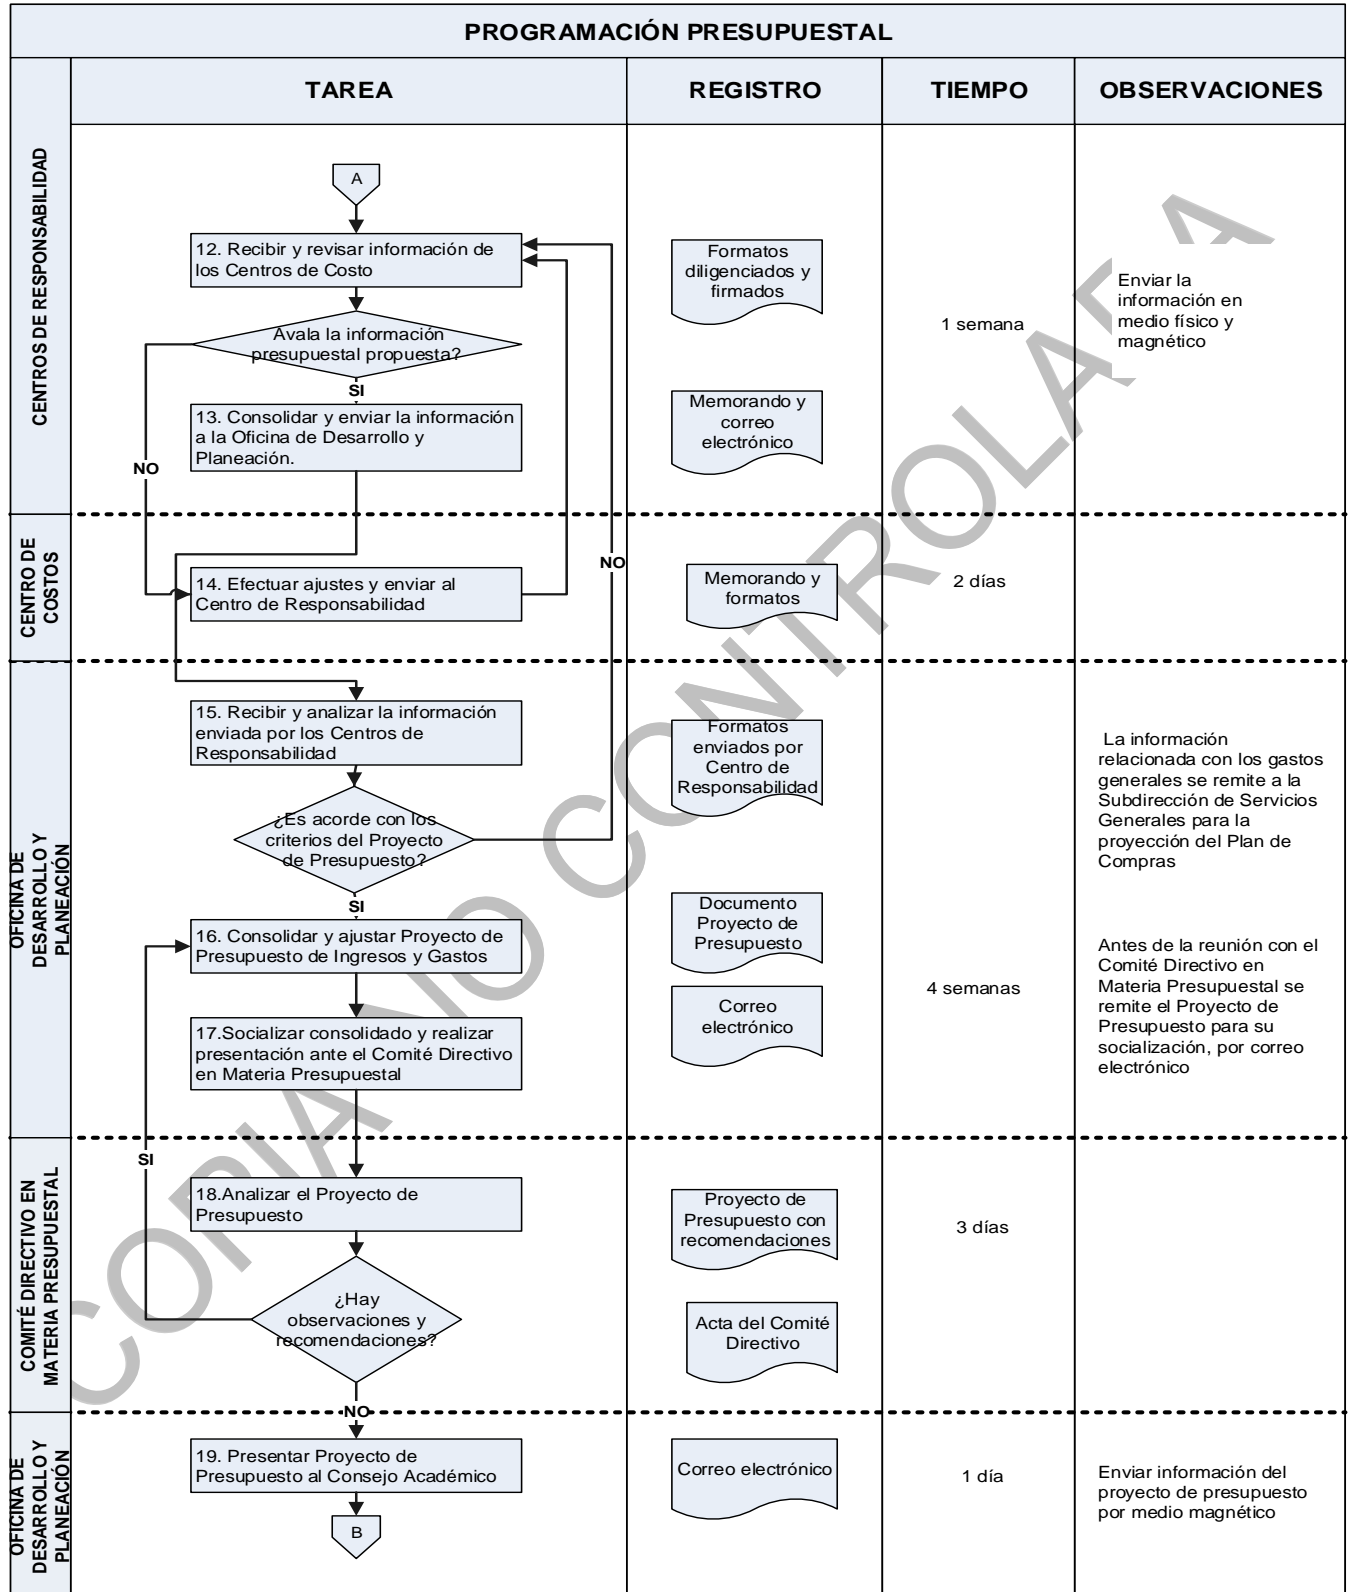 PROGRAMACIÓN PRESUPUESTAL
TAREA
REGISTRO
TIEMPO
OBSERVACIONES
CENTROS DE RESPONSABILIDAD
A
12. Recibir y revisar información de
los Centros de Costo
Avala la información
presupuestal propuesta?
SI
NO
13. Consolidar y enviar la información
a la Oficina de Desarrollo y
Planeación.
Formatos
diligenciados y
firmados
Memorando y
correo
electrónico
1 semana
Enviar la
información en
medio físico y
magnético
CENTRO DE
COSTOS
14. Efectuar ajustes y enviar al
Centro de Responsabilidad
NO
Memorando y
formatos
2 días
OFICINA DE
DESARROLLO Y
PLANEACIÓN
15. Recibir y analizar la información
enviada por los Centros de
Responsabilidad
¿Es acorde con los
criterios del Proyecto
de Presupuesto?
SI
16. Consolidar y ajustar Proyecto de
Presupuesto de Ingresos y Gastos
17.Socializar consolidado y realizar
presentación ante el Comité Directivo
en Materia Presupuestal
Formatos
enviados por
Centro de
Responsabilidad
Documento
Proyecto de
Presupuesto
Correo
electrónico
4 semanas
La información
relacionada con los gastos
generales se remite a la
Subdirección de Servicios
Generales para la
proyección del Plan de
Compras
Antes de la reunión con el
Comité Directivo en
Materia Presupuestal se
remite el Proyecto de
Presupuesto para su
socialización, por correo
electrónico
COMITÉ DIRECTIVO EN
MATERIA PRESUPUESTAL
SI
18.Analizar el Proyecto de
Presupuesto
¿Hay
observaciones y
recomendaciones?
NO
Proyecto de
Presupuesto con
recomendaciones
Acta del Comité
Directivo
3 días
OFICINA DE
DESARROLLO Y
PLANEACIÓN
19. Presentar Proyecto de
Presupuesto al Consejo Académico
B
Correo electrónico
1 día
Enviar información del
proyecto de presupuesto
por medio magnético
COPIA NO CONTROLADA